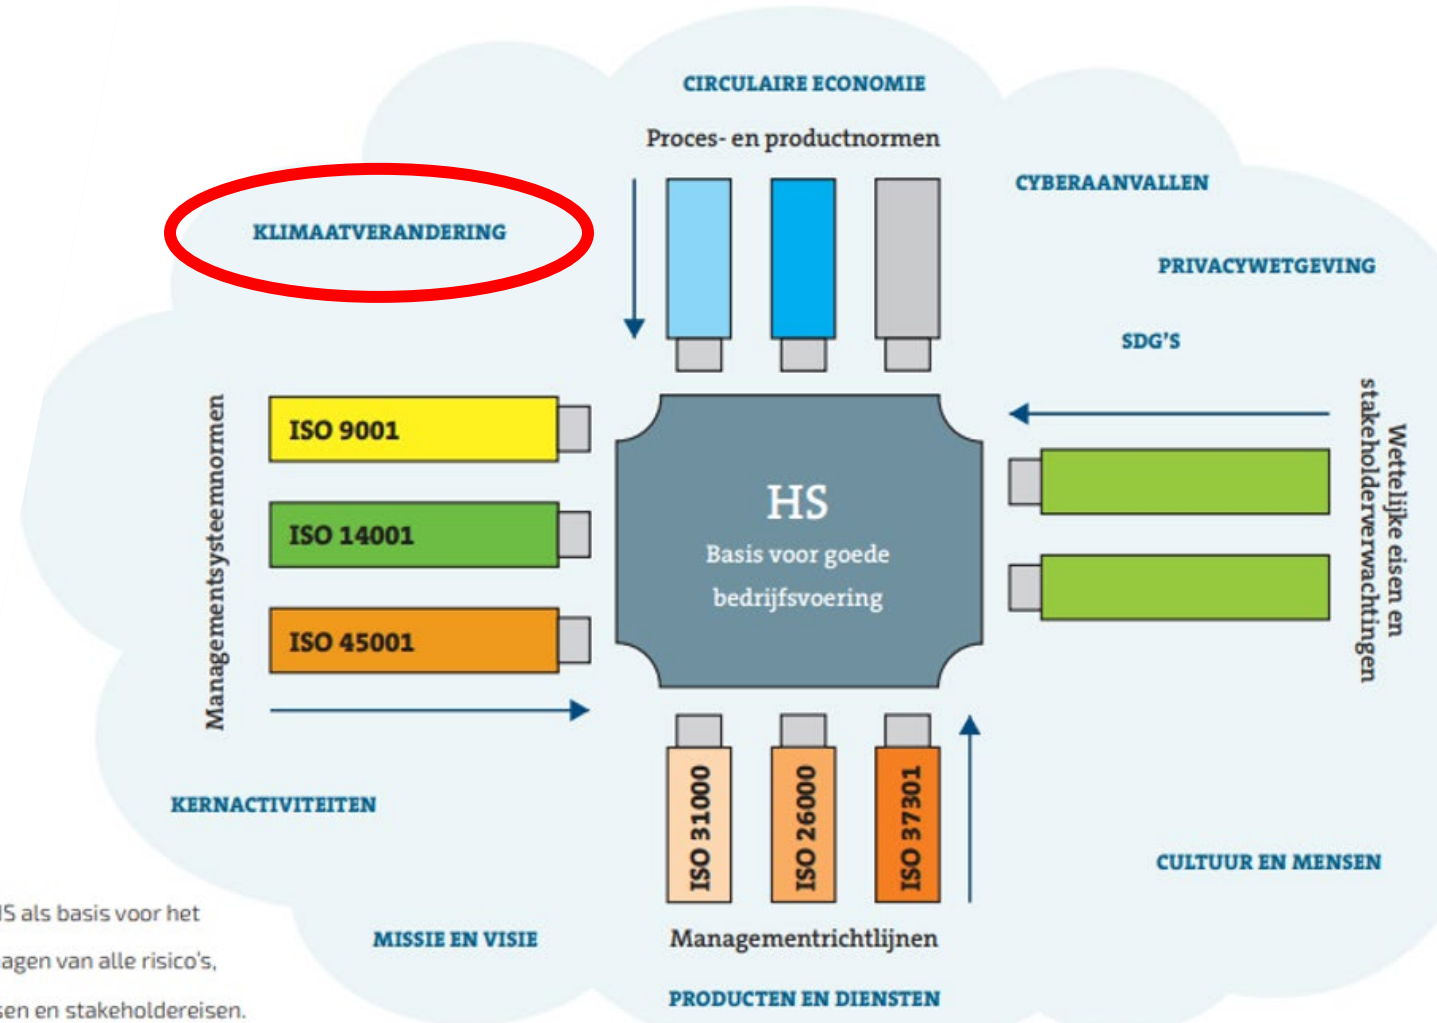 CIRCULAIRE ECONOMIE
Proces- en productnormen
CYBERAANVALLEN
KLIMAATVERANDERING
PRIVACYWETGEVING
SDG'S
Managementsysteemnormen
ISO 9001
ISO 14001
ISO 45001
HS
Basis voor goede
bedrijfsvoering
Wettelijke eisen en
stakeholderverwachtingen
ISO 31000
ISO 26000
ISO 37301
KERNACTIVITEITEN
CULTUUR EN MENSEN
als basis voor het
van alle risico's,
en stakeholdereisen.
MISSIE EN VISIE
Managementrichtlijnen
PRODUCTEN EN DIENSTEN